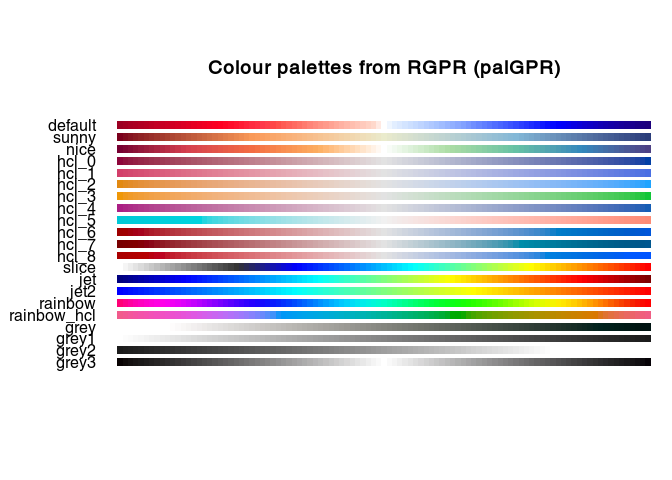 Colour palettes from RGPR (palGPR)
default
sunny
nice
hcl_0
hcl_1
hcl_2
hcl_3
hcl_4
hcl_5
hcl_6
hcl_7
hcl_8
slice
jet
jet2
rainbow
rainbow_hcl
grey
grey1
grey2
grey3